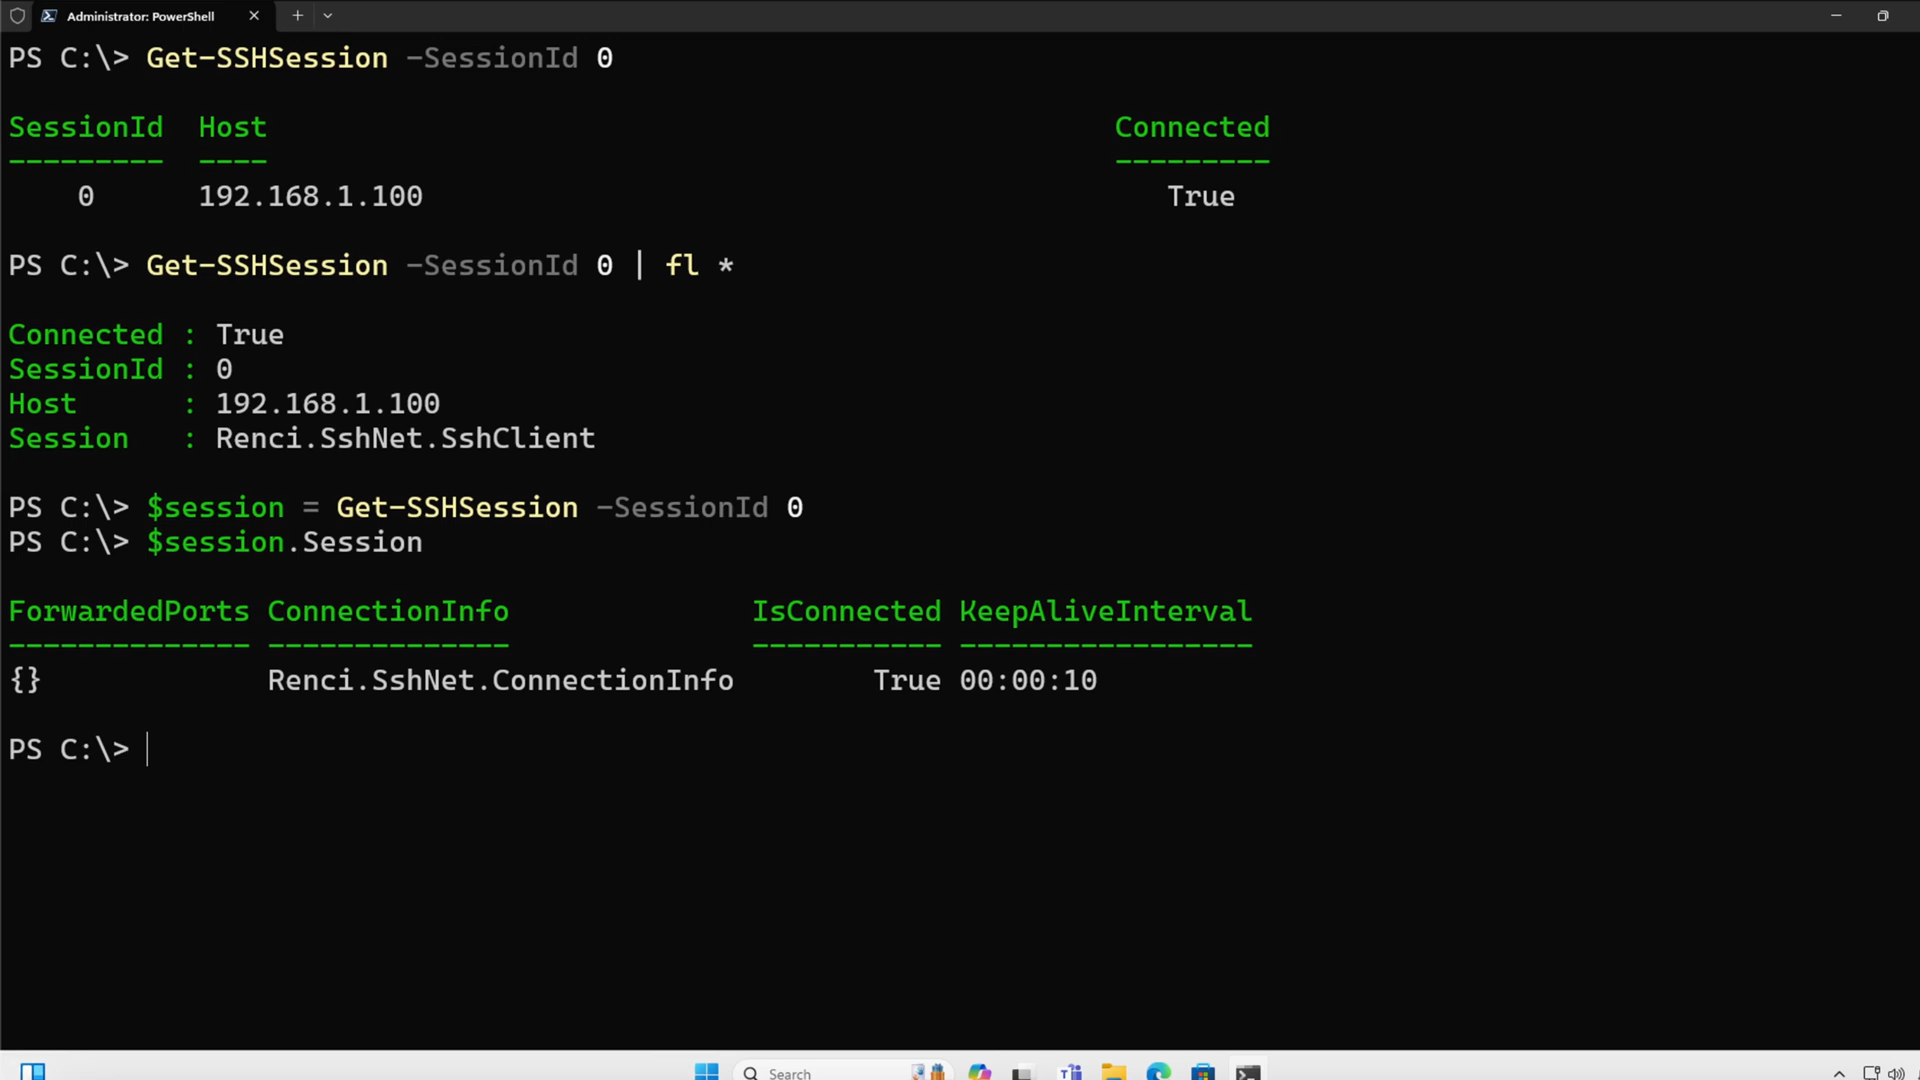 Administrator: PowerShell
PS C:\> Get-SSHSession -SessionId 0
SessionId Host Connected
--------- ---- ---------
0 192.168.1.100 True
PS C:\> Get-SSHSession -SessionId 0 | fl *
Connected : True
SessionId : 0
Host : 192.168.1.100
Session : Renci.SshNet.SshClient
PS C:\> $session = Get-SSHSession -SessionId 0
PS C:\> $session.Session
ForwardedPorts ConnectionInfo IsConnected KeepAliveInterval
-------------- -------------- ----------- -----------------
{} Renci.SshNet.ConnectionInfo True 00:00:10
PS C:\>
Search